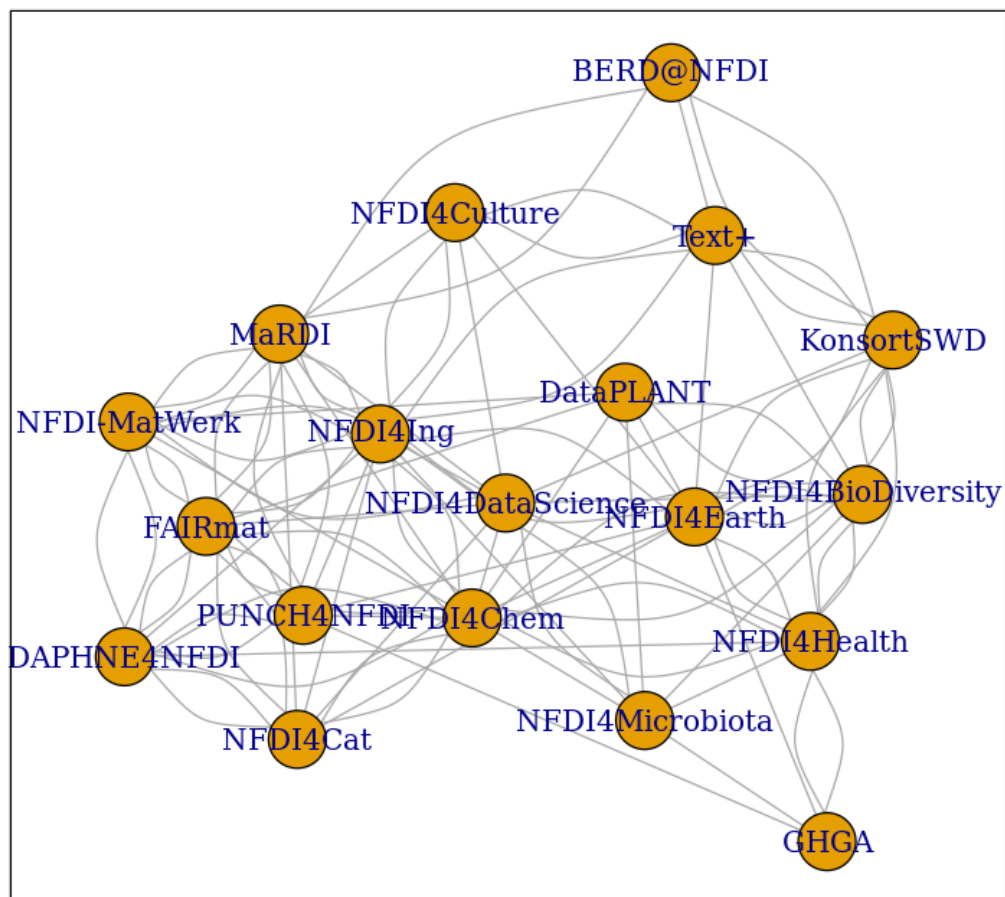 BERD@NFDI
NFDI4Culture
Text+
MaRDI
KonsortSWD
DataPLANT
NFDI-MatWerk
NFDI4Ing
NFDI4DataScience
NFDI4BioDiversity
FAIRmat
NFDI4Earth
PUNCH4NFDI
NFDI4Chem
NFDI4Health
DAPHNE4NFDI
NFDI4Microbiota
NFDI4Cat
GHGA